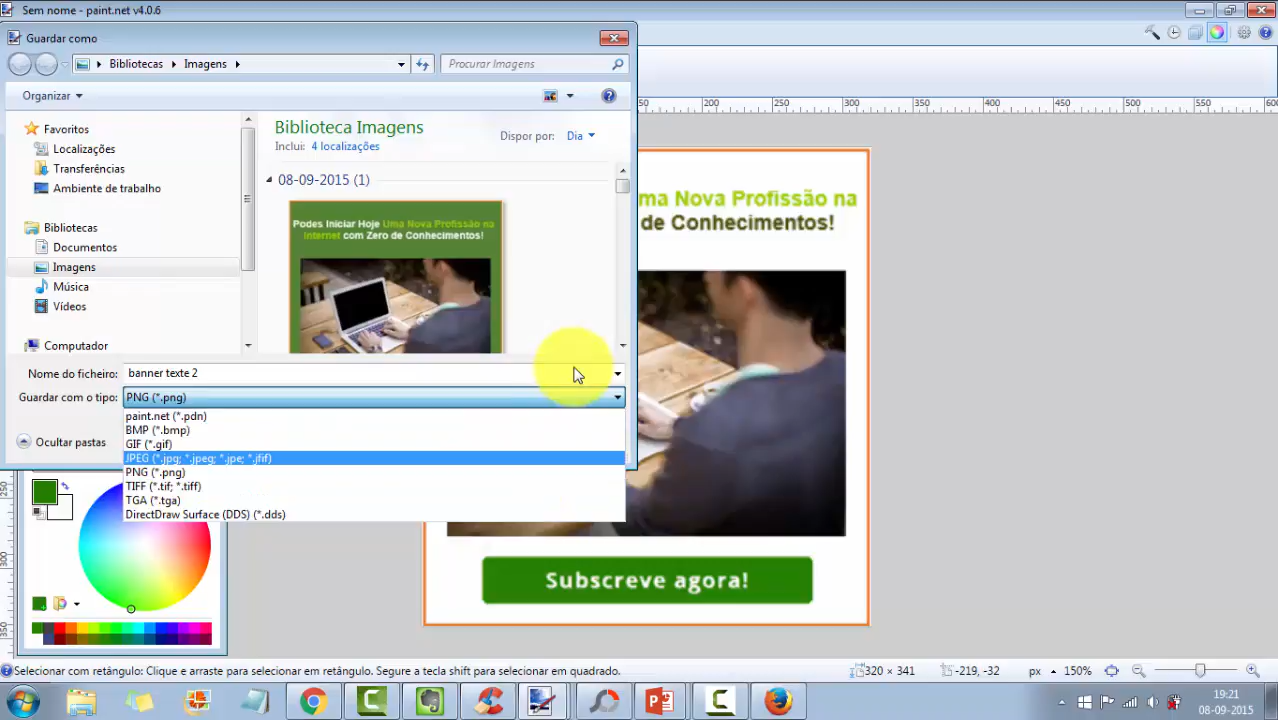 Sem nome - paint.net v4.0.6
Guardar como
Bibliotecas
Imagens
Procurar Imagens
Organizar
Favoritos
Localizações
Transferências
Ambiente de trabalho
Bibliotecas
Documentos
Imagens
Música
Vídeos
Computador
Biblioteca Imagens
Inclui: 4 localizações
Dispor por: Dia
08-09-2015 (1)
Podes Iniciar Hoje Uma Nova Profissão na
Internet com Zero de Conhecimentos!
Nome do ficheiro: banner texte 2
Guardar com o tipo: PNG (*.png)
paint.net (*.pdn)
BMP (*.bmp)
GIF (*.gif)
JPEG (*.jpg; *.jpeg; *.jpe; *.jfif)
PNG (*.png)
TIFF (*.tif; *.tiff)
TGA (*.tga)
DirectDraw Surface (DDS) (*.dds)
Ocultar pastas
50 200 250 300 350 400 450 500 550 600
ma Nova Profissão na
de Conhecimentos!
Subscreve agora!
250
300
350
Selecionar com retângulo: Clique e arraste para selecionar em retângulo. Segure a tecla shift para selecionar em quadrado.
320 × 341
-219, -32
px
150%
19:21
08-09-2015